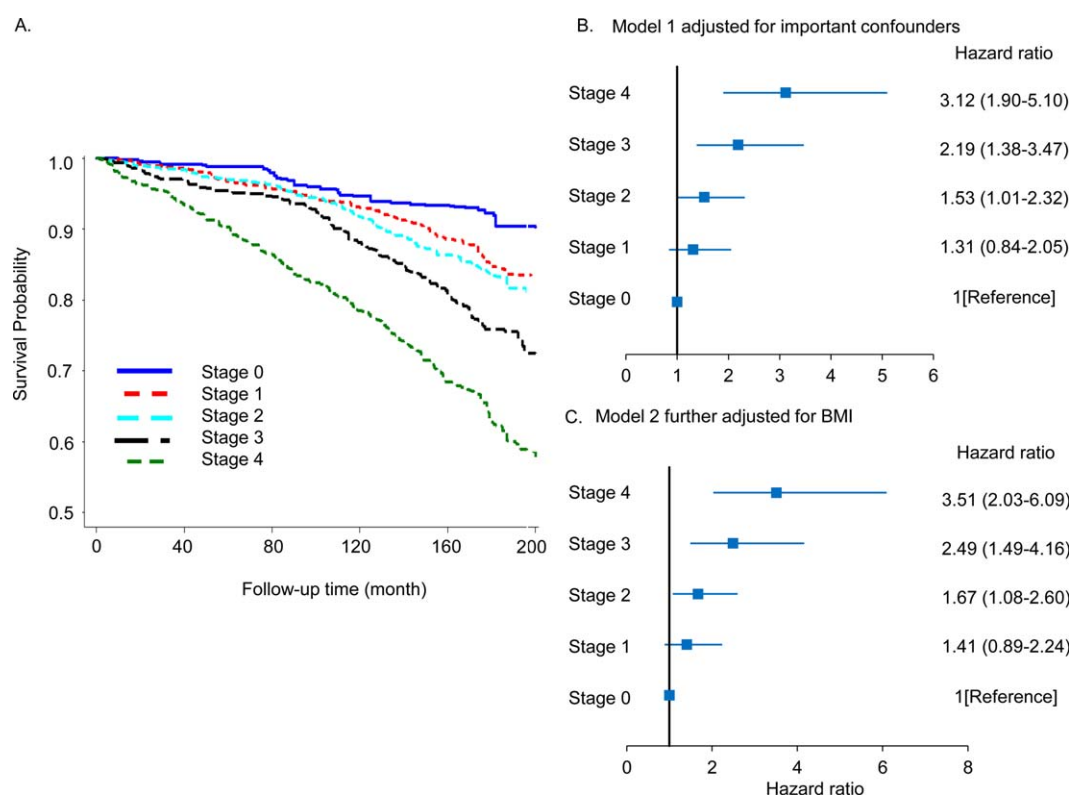 A.
Survival Probability
1.0
0.9
0.8
0.7
0.6
0.5
Stage 0
Stage 1
Stage 2
Stage 3
Stage 4
0 40 80 120 160 200
Follow-up time (month)
B. Model 1 adjusted for important confounders
Hazard ratio
Stage 4 3.12 (1.90-5.10)
Stage 3 2.19 (1.38-3.47)
Stage 2 1.53 (1.01-2.32)
Stage 1 1.31 (0.84-2.05)
Stage 0 1[Reference]
0 1 2 3 4 5 6
C. Model 2 further adjusted for BMI
Hazard ratio
Stage 4 3.51 (2.03-6.09)
Stage 3 2.49 (1.49-4.16)
Stage 2 1.67 (1.08-2.60)
Stage 1 1.41 (0.89-2.24)
Stage 0 1[Reference]
0 2 4 6 8
Hazard ratio